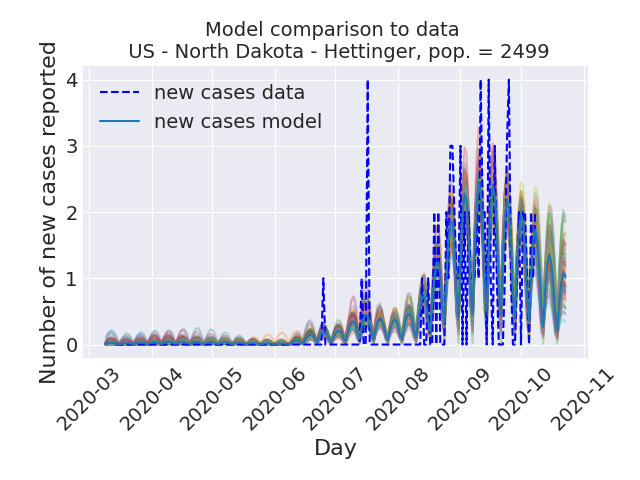 Model comparison to data
US - North Dakota - Hettinger, pop. = 2499
Number of new cases reported
4
3
2
1
0
new cases data
new cases model
2020-03
2020-04
2020-05
2020-06
2020-07
2020-08
2020-09
2020-10
2020-11
Day